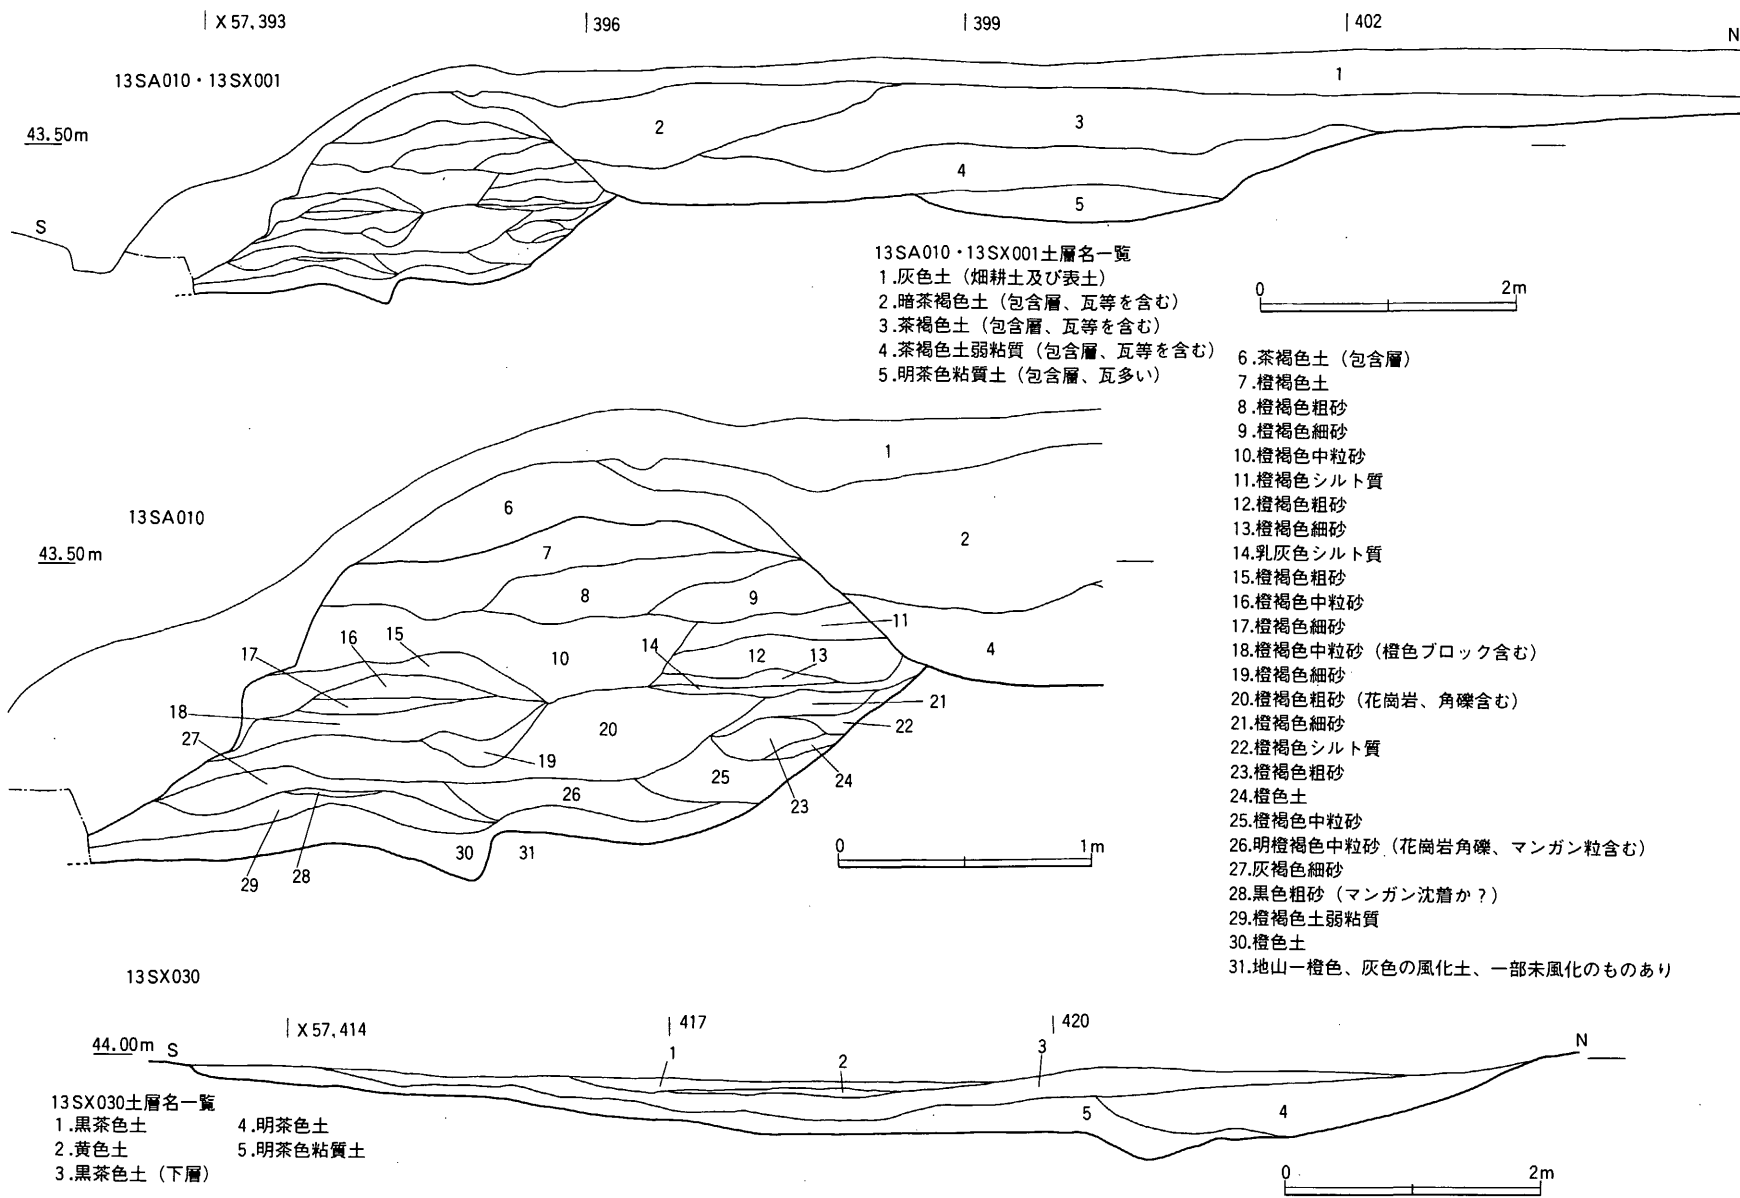 X 57,393
396
399
402
N
13SA010・13SX001
1
43.50m
2
3
4
S
5
13SA010・13SX001土層名一覧
1.灰色土（畑耕土及び表土）
2.暗茶褐色土（包含層、瓦等を含む）
3.茶褐色土（包含層、瓦等を含む）
4.茶褐色土弱粘質（包含層、瓦等を含む）
5.明茶色粘質土（包含層、瓦多い）
0 2m
6.茶褐色土（包含層）
7.橙褐色土
8.橙褐色粗砂
9.橙褐色細砂
10.橙褐色中粒砂
11.橙褐色シルト質
12.橙褐色粗砂
13.橙褐色細砂
14.乳灰色シルト質
15.橙褐色粗砂
16.橙褐色中粒砂
17.橙褐色細砂
18.橙褐色中粒砂（橙色ブロック含む）
19.橙褐色細砂
20.橙褐色粗砂（花崗岩、角礫含む）
21.橙褐色細砂
22.橙褐色シルト質
23.橙褐色粗砂
24.橙色土
25.橙褐色中粒砂
26.明橙褐色中粒砂（花崗岩角礫、マンガン粒含む）
27.灰褐色細砂
28.黒色粗砂（マンガン沈着か？）
29.橙褐色土弱粘質
30.橙色土
31.地山ー橙色、灰色の風化土、一部未風化のものあり
13SA010
43.50m
1
6
2
7
8
9
11
16
15
14
10
12
13
4
17
18
21
20
22
27
19
25
24
26
23
30
31
29
28
0 1m
13SX030
X 57,414
417
420
44.00m
S
1
2
3
N
5
4
13SX030土層名一覧
1.黒茶色土 4.明茶色土
2.黄色土 5.明茶色粘質土
3.黒茶色土（下層）
0 2m